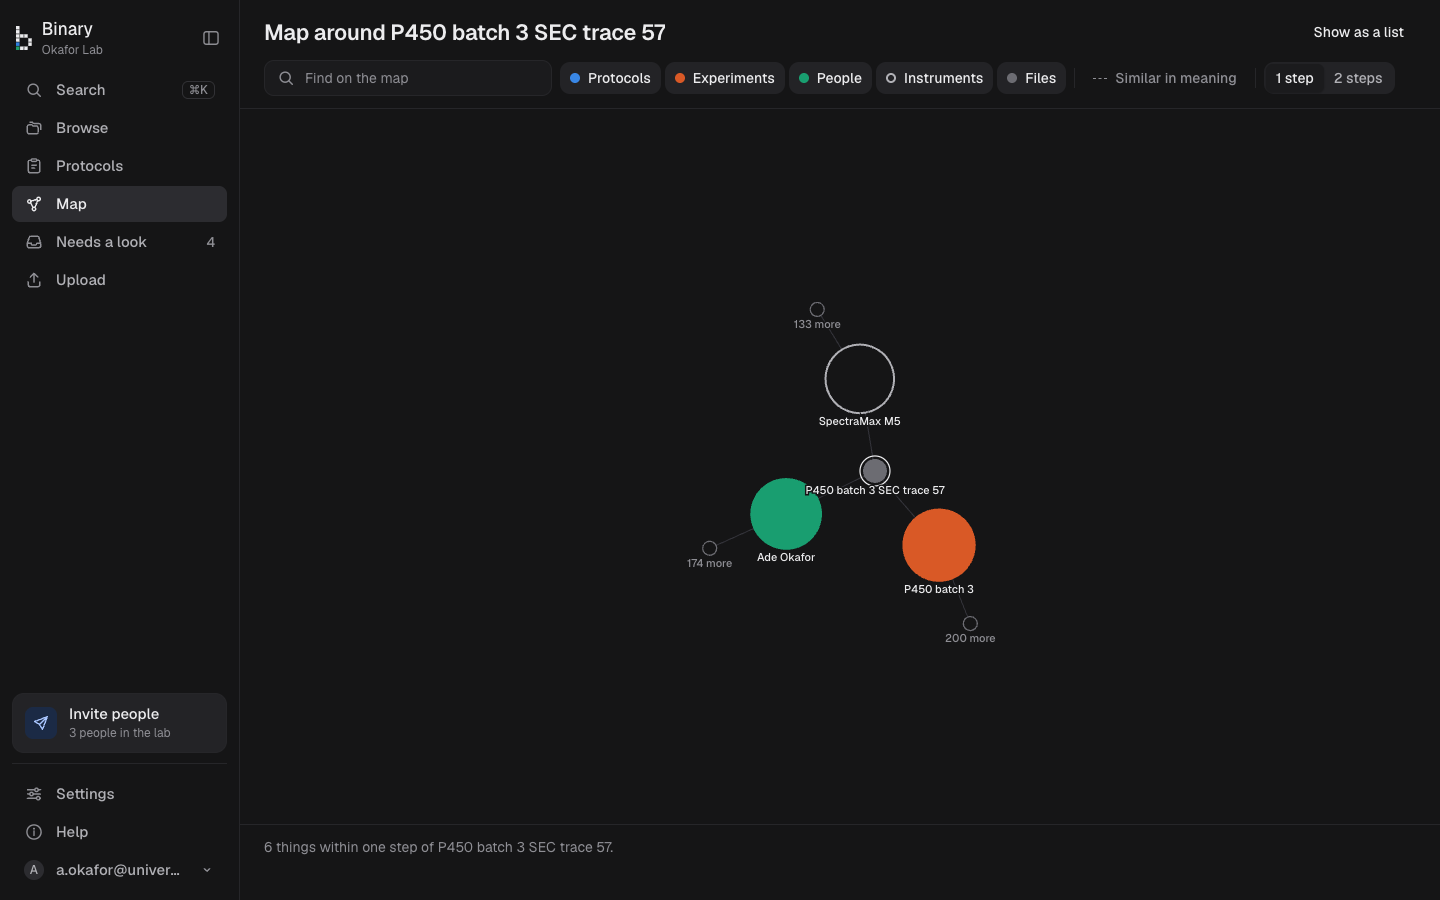 Binary
Okafor Lab
Search
⌘K
Browse
Protocols
Map
Needs a look
4
Upload
Invite people
3 people in the lab
Settings
Help
A
a.okafor@univer...
Map around P450 batch 3 SEC trace 57
Show as a list
Find on the map
Protocols
Experiments
People
Instruments
Files
Similar in meaning
1 step
2 steps
133 more
SpectraMax M5
P450 batch 3 SEC trace 57
Ade Okafor
174 more
P450 batch 3
200 more
6 things within one step of P450 batch 3 SEC trace 57.